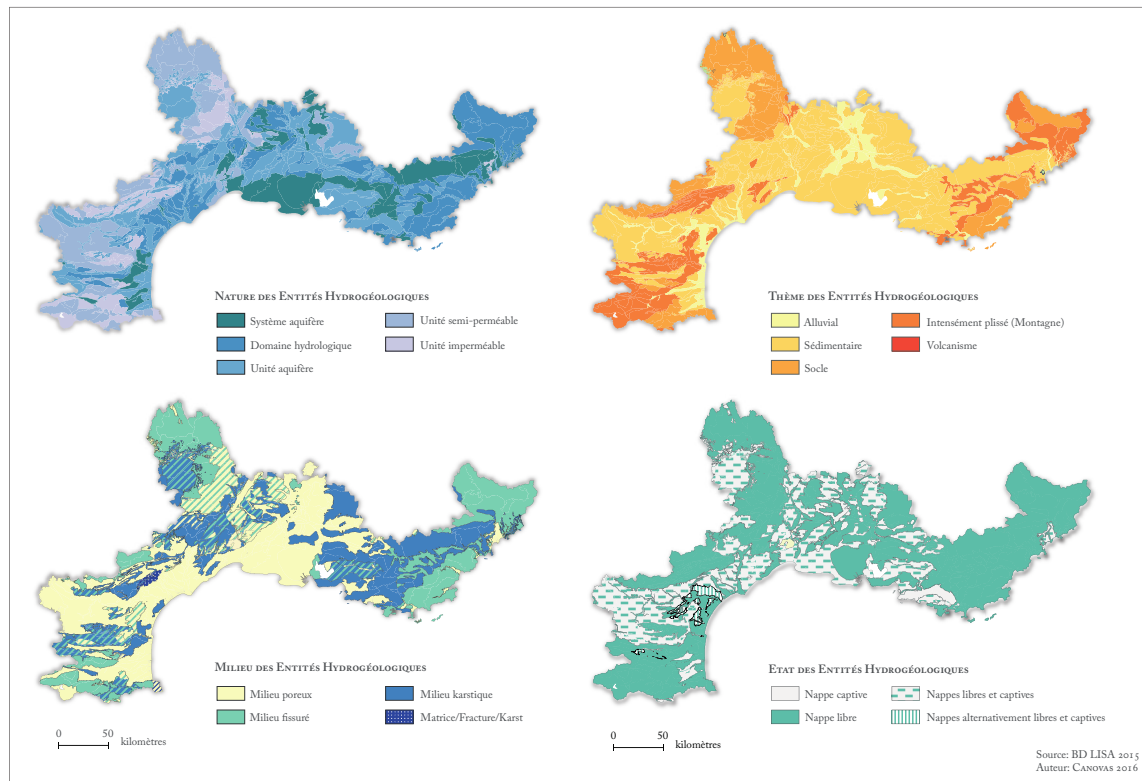 Nature des Entités Hydrogéologiques
Système aquifère
Unité semi-perméable
Domaine hydrologique
Unité imperméable
Unité aquifère
Thème des Entités Hydrogéologiques
Alluvial
Intensément plissé (Montagne)
Sédimentaire
Volcanisme
Socle
Milieu des Entités Hydrogéologiques
Milieu poreux
Milieu karstique
Milieu fissuré
Matrice/Fracture/Karst
0 50 kilomètres
Etat des Entités Hydrogéologiques
Nappe captive
Nappes libres et captives
Nappe libre
Nappes alternativement libres et captives
0 50 kilomètres
Source: BD LISA 2015
Auteur: Canovas 2016